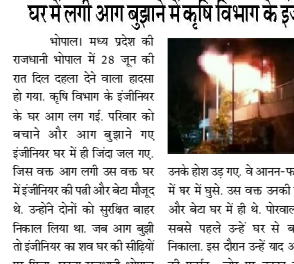 घर में लगी आग बुझाने में कृषि विभाग के
भोपाल। मध्य प्रदेश की
राजधानी भोपाल में 28 जून की
रात दिल दहला देने वाला हादसा
हो गया. कृषि विभाग के इंजीनियर
के घर आग लग गई. परिवार को
बचाने और आग बुझाने गए
इंजीनियर घर में ही जिंदा जल गए.
जिस वक्त आग लगी उस वक्त घर
में इंजीनियर की पत्नी और बेटा मौजूद
थे. उन्होंने दोनों को सुरक्षित बाहर
निकाल लिया था. जब आग बुझी
तो इंजीनियर का शव घर की सीढ़ियों
उनके होश उड़ गए. वे आनन-फ
में घर में घुसे. उस वक्त उनकी
और बेटा घर में ही थे. पोरवाल
सबसे पहले उन्हें घर से ब
निकाला. इस दौरान उन्हें याद अ